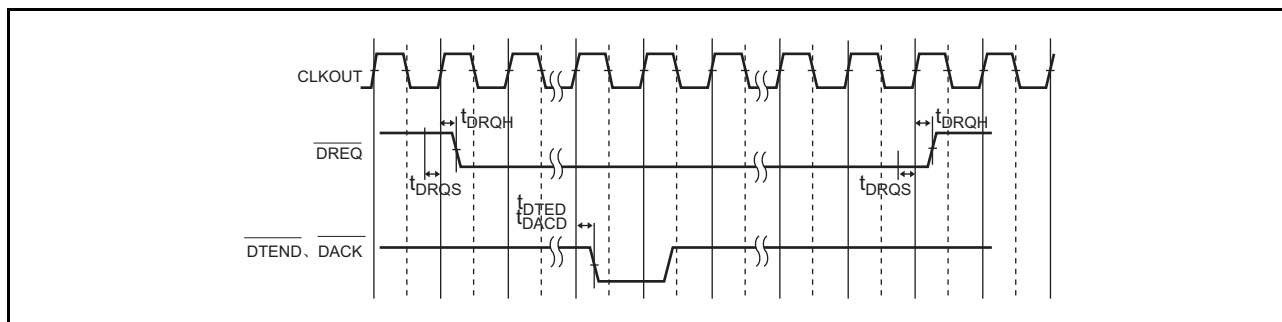 CLKOUT
tDRQH
tDRQH
DREQ
tDRQS
tDRQS
tDTED
tDACD
DTEND、DACK